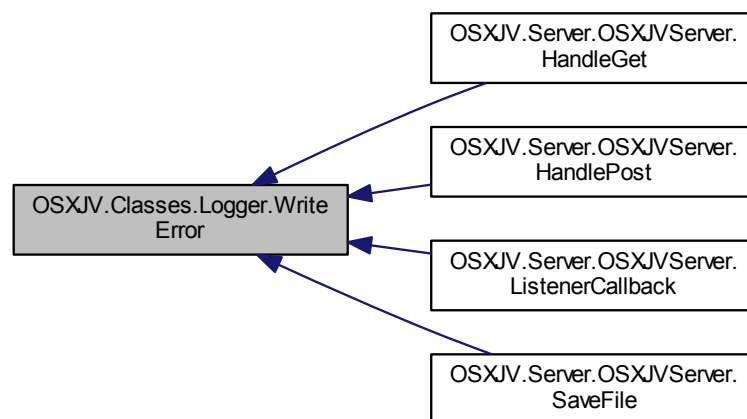 OSXJV.Server.OSXJVServer.
HandleGet
OSXJV.Server.OSXJVServer.
HandlePost
OSXJV.Classes.Logger.Write
Error
OSXJV.Server.OSXJVServer.
ListenerCallback
OSXJV.Server.OSXJVServer.
SaveFile